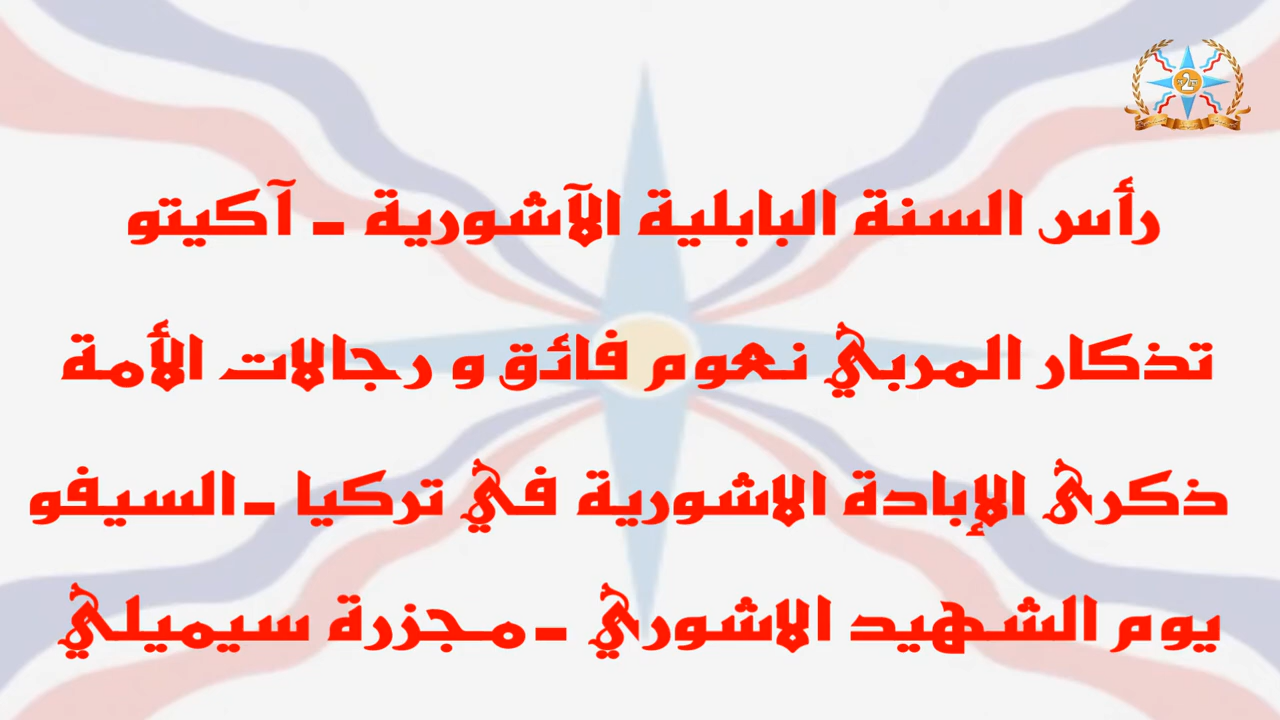 رأس السنة البابلية الآشورية - آكيتو
تذكار المربي نعوم فائق و رجالات الأمة
ذكرى الإبادة الاشورية في تركيا -السيفو
يوم الشهيد الاشوري -مجزرة سيميلي